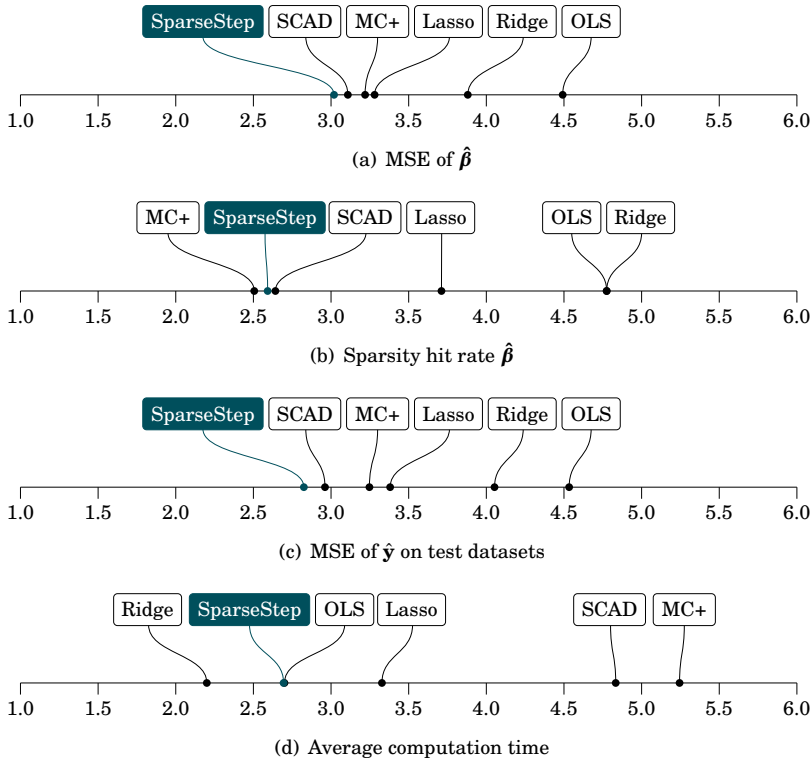 SparseStep SCAD MC+ Lasso Ridge OLS
1.0 1.5 2.0 2.5 3.0 3.5 4.0 4.5 5.0 5.5 6.0
(a) MSE of β̂
MC+ SparseStep SCAD Lasso OLS Ridge
1.0 1.5 2.0 2.5 3.0 3.5 4.0 4.5 5.0 5.5 6.0
(b) Sparsity hit rate β̂
SparseStep SCAD MC+ Lasso Ridge OLS
1.0 1.5 2.0 2.5 3.0 3.5 4.0 4.5 5.0 5.5 6.0
(c) MSE of ŷ on test datasets
Ridge SparseStep OLS Lasso SCAD MC+
1.0 1.5 2.0 2.5 3.0 3.5 4.0 4.5 5.0 5.5 6.0
(d) Average computation time